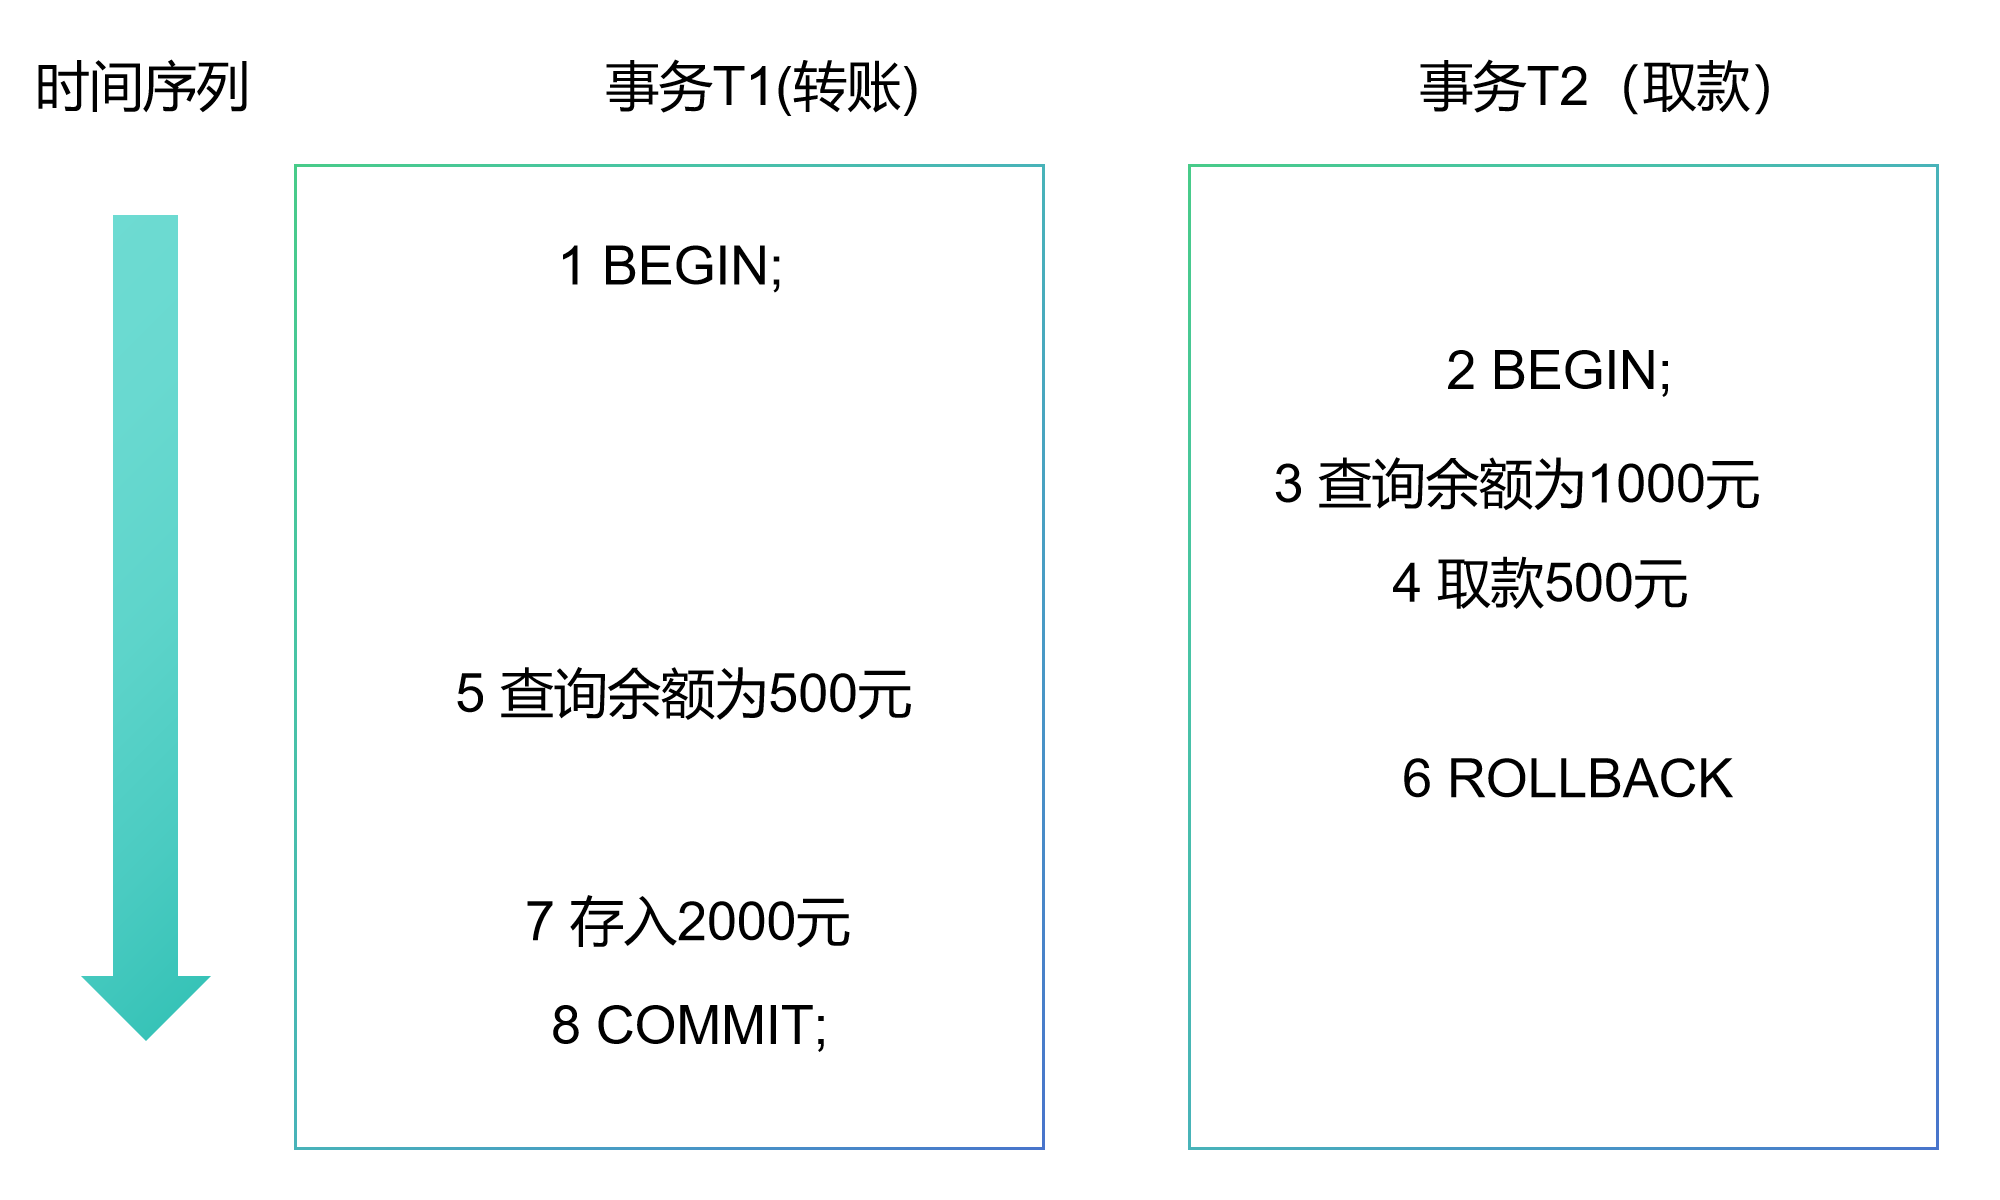 时间序列
事务T1(转账)
事务T2（取款）
1 BEGIN;
2 BEGIN;
3 查询余额为1000元
4 取款500元
5 查询余额为500元
6 ROLLBACK
7 存入2000元
8 COMMIT;